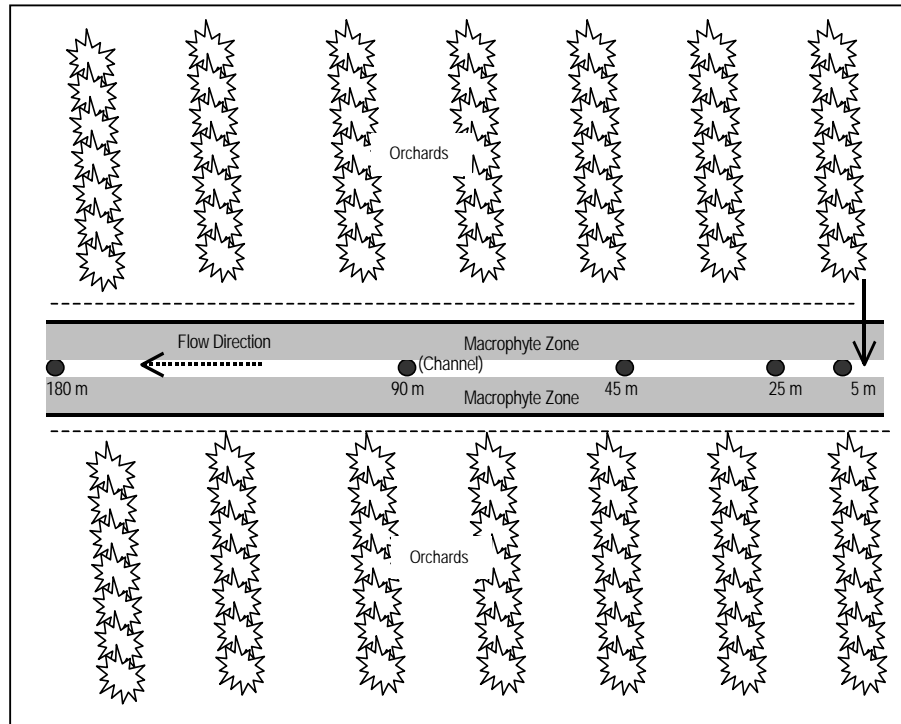 Orchards
Flow Direction
Macrophyte Zone
(Channel)
180 m
90 m
45 m
25 m
5 m
Macrophyte Zone
Orchards